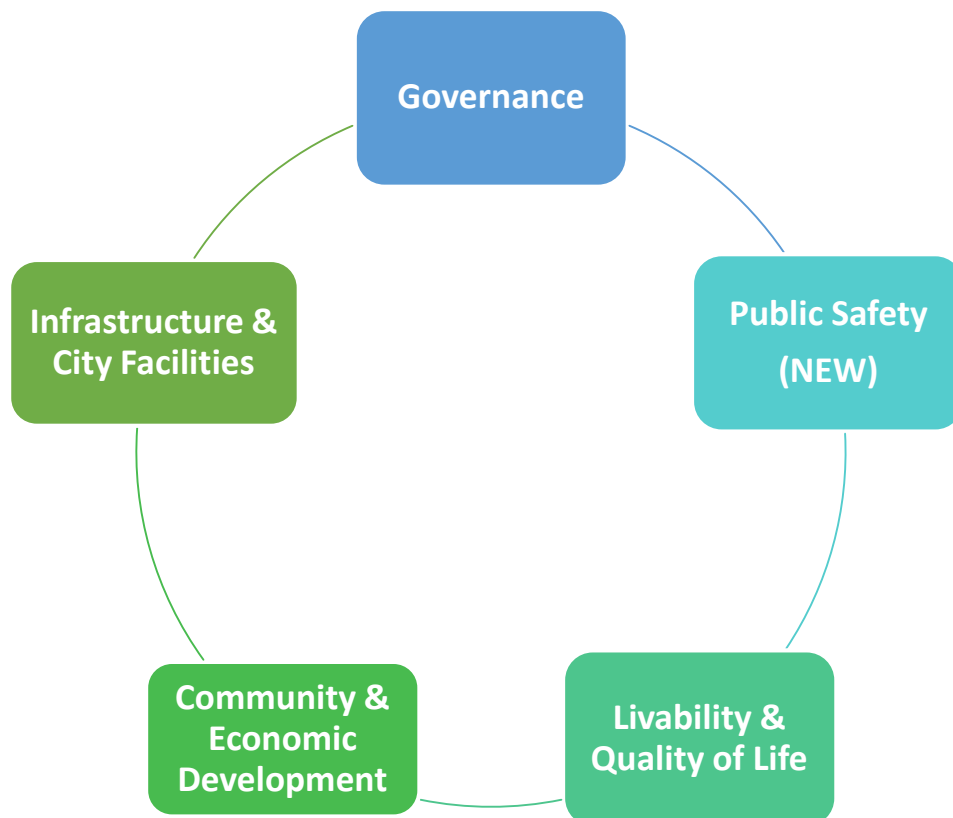 Governance
Public Safety
(NEW)
Livability &
Quality of Life
Community &
Economic
Development
Infrastructure &
City Facilities